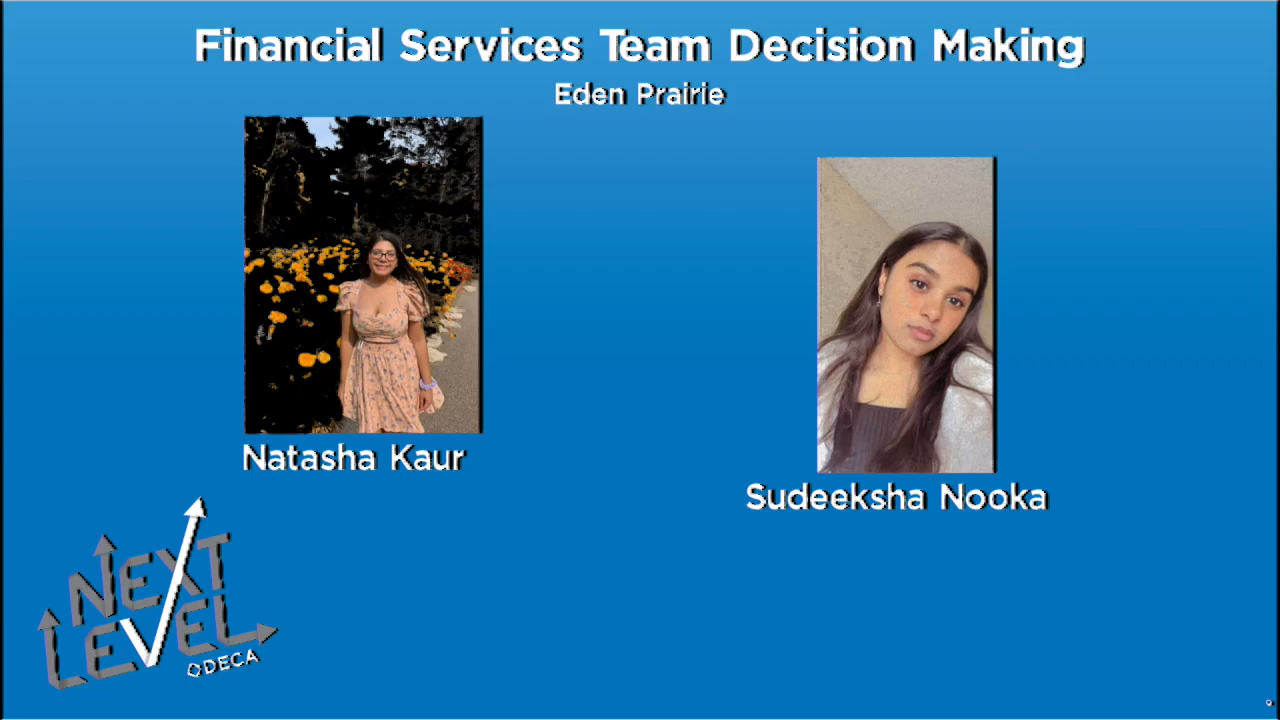 Financial Services Team Decision Making
Eden Prairie
Natasha Kaur
Sudeeksha Nooka
NEXT
LEVEL
DECA